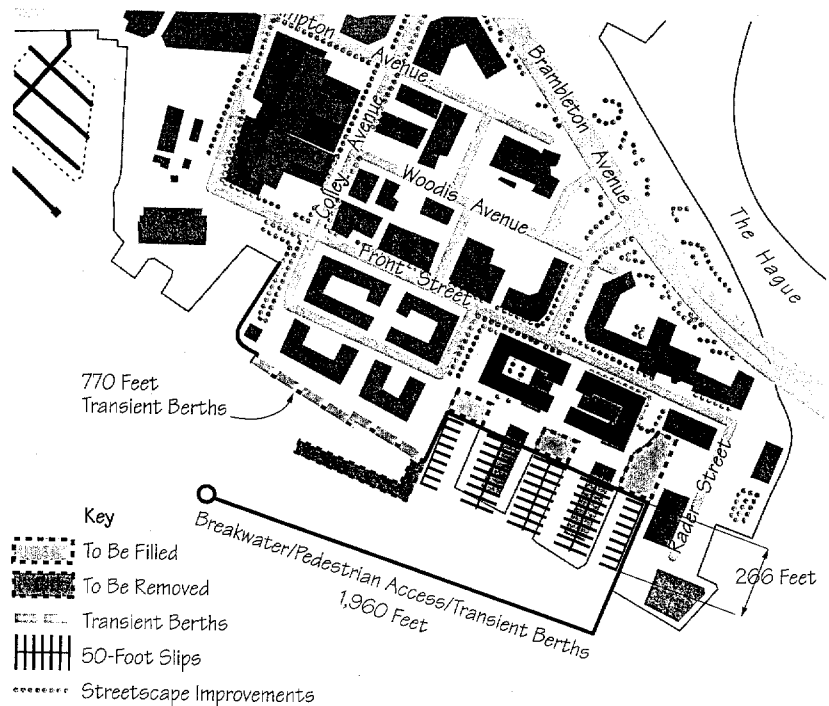 Avenue
Brambleton Avenue
Colley Avenue
Woodis Avenue
The Hague
Front Street
770 Feet
Transient Berths
Rader Street
Breakwater/Pedestrian Access/Transient Berths
1,960 Feet
266 Feet
Key
To Be Filled
To Be Removed
Transient Berths
50-Foot Slips
Streetscape Improvements